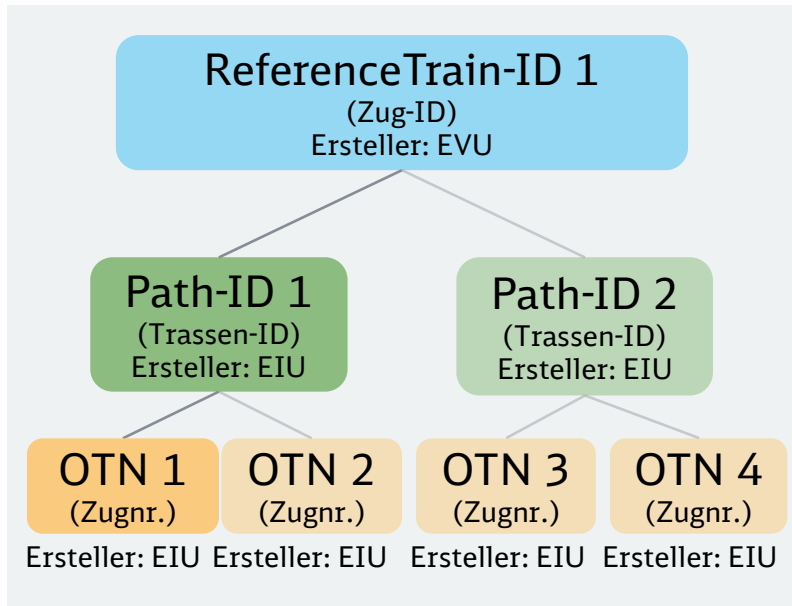 ReferenceTrain-ID 1
(Zug-ID)
Ersteller: EVU
Path-ID 1
(Trassen-ID)
Ersteller: EIU
Path-ID 2
(Trassen-ID)
Ersteller: EIU
OTN 1
(Zugnr.)
Ersteller: EIU
OTN 2
(Zugnr.)
Ersteller: EIU
OTN 3
(Zugnr.)
Ersteller: EIU
OTN 4
(Zugnr.)
Ersteller: EIU